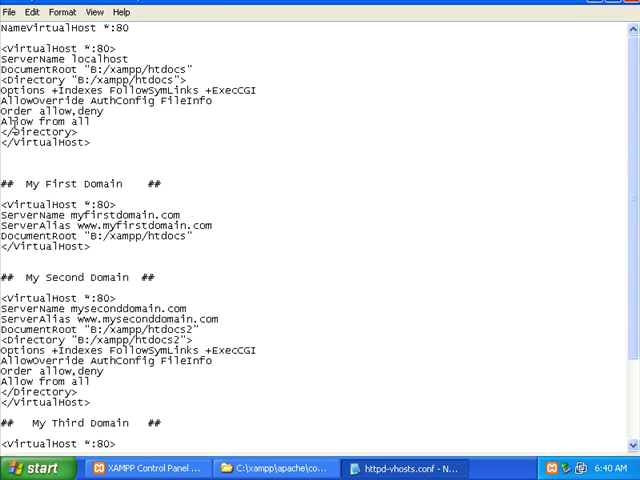 File Edit Format View Help
NameVirtualHost *:80
<VirtualHost *:80>
ServerName localhost
DocumentRoot "B:/xampp/htdocs"
<Directory "B:/xampp/htdocs">
Options +Indexes FollowSymLinks +ExecCGI
AllowOverride AuthConfig FileInfo
Order allow,deny
Allow from all
</Directory>
</VirtualHost>
## My First Domain ##
<VirtualHost *:80>
ServerName myfirstdomain.com
ServerAlias www.myfirstdomain.com
DocumentRoot "B:/xampp/htdocs"
</VirtualHost>
## My Second Domain ##
<VirtualHost *:80>
ServerName myseconddomain.com
ServerAlias www.myseconddomain.com
DocumentRoot "B:/xampp/htdocs2"
<Directory "B:/xampp/htdocs2">
Options +Indexes FollowSymLinks +ExecCGI
AllowOverride AuthConfig FileInfo
Order allow,deny
Allow from all
</Directory>
</VirtualHost>
## My Third Domain ##
<VirtualHost *:80>
start XAMPP Control Panel ... C:\xampp\apache\co... httpd-vhosts.conf - N... 6:40 AM